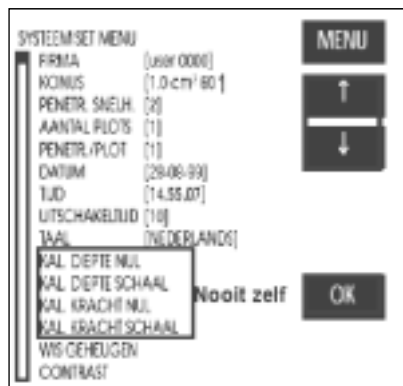 SYSTEEM SET MENU
MENU
FIRMA [user 0000]
KONUS [1.0 cm² 60 °]
↑
PENETR. SNELH. [2]
AANTAL PLOTS [1]
↓
PENETR./PLOT [1]
DATUM [29-08-99]
TIJD [14.55.07]
UITSCHAKELTIJD [10]
TAAL [NEDERLANDS]
KAL. DIEPTE NUL
KAL. DIEPTE SCHAAL
Nooit zelf
OK
KAL. KRACHT NUL
KAL. KRACHT SCHAAL
WIS GEHEUGEN
CONTRAST